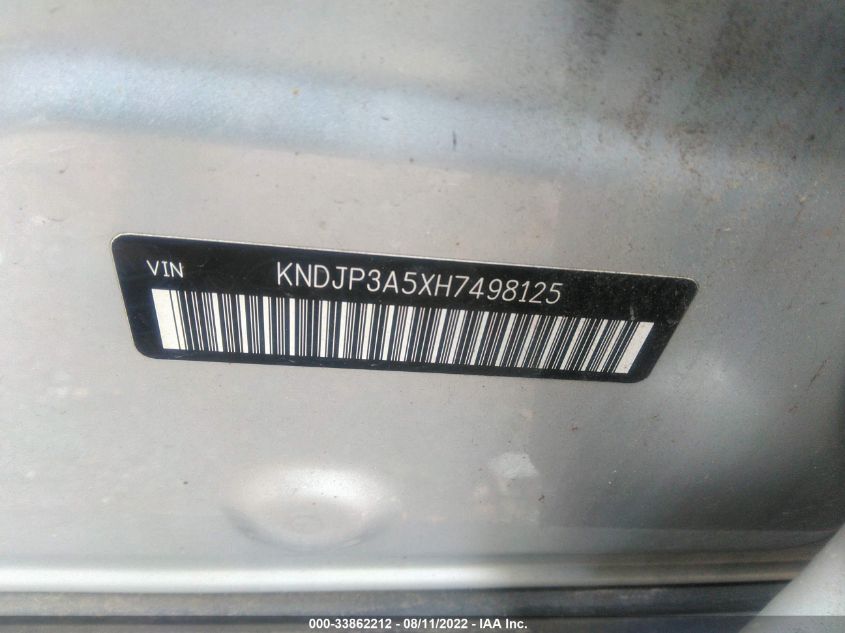 VIN KNDJP3A5XH7498125
000-33862212 - 08/11/2022 - IAA Inc.